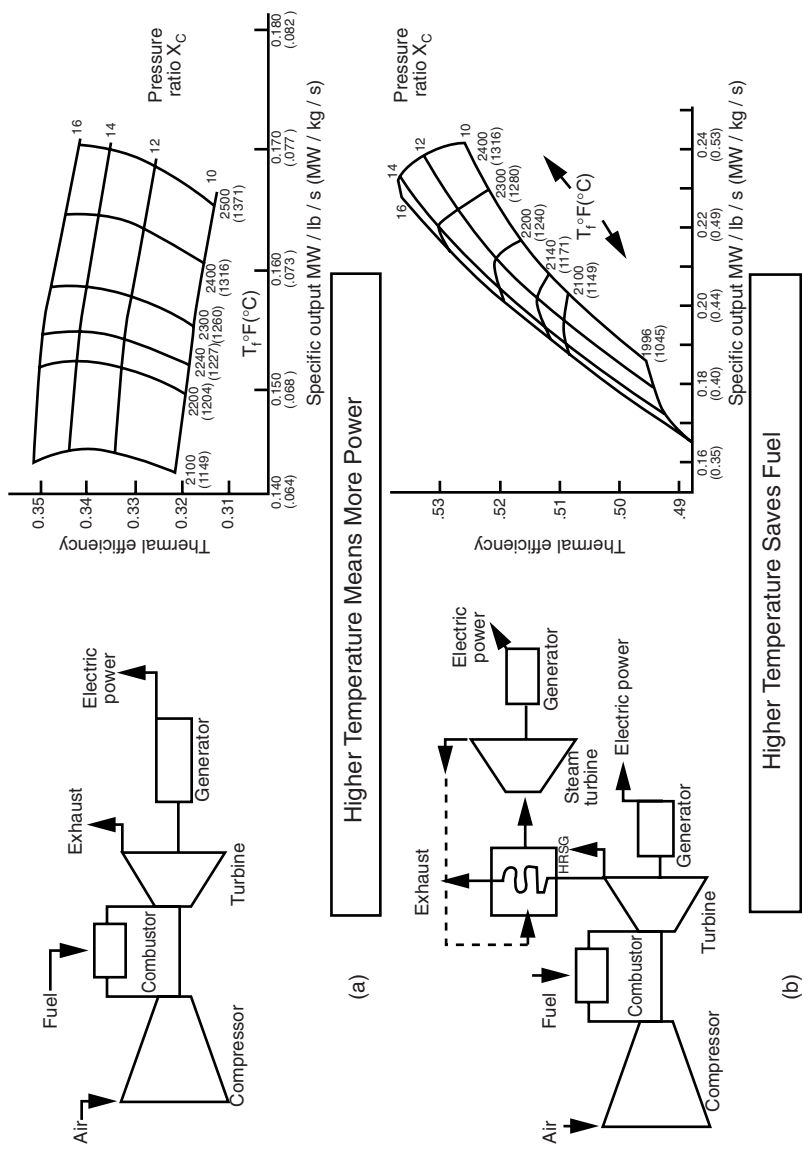 Air
Fuel
Exhaust
Electric
power
Combustor
Compressor
Turbine
Generator
Thermal efficiency
0.35
0.34
0.33
0.32
0.31
16
14
12
10
Pressure
ratio XC
2100
(1149)
2200
(1204)
2240
(1227)
2300
(1260)
2400
(1316)
2500
(1371)
Tf°F(°C)
0.140
(.064)
0.150
(.068)
0.160
(.073)
0.170
(.077)
0.180
(.082)
Specific output MW / lb / s (MW / kg / s)
(a)
Higher Temperature Means More Power
Air
Fuel
Exhaust
HRSG
Steam
turbine
Electric
power
Generator
Combustor
Compressor
Turbine
Generator
Electric power
Thermal efficiency
.53
.52
.51
.50
.49
16
14
12
10
Pressure
ratio XC
2400
(1316)
2300
(1280)
2200
(1240)
2140
(1171)
2100
(1149)
1996
(1045)
Tf°F(°C)
0.16
(0.35)
0.18
(0.40)
0.20
(0.44)
0.22
(0.49)
0.24
(0.53)
Specific output MW / lb / s (MW / kg / s)
(b)
Higher Temperature Saves Fuel